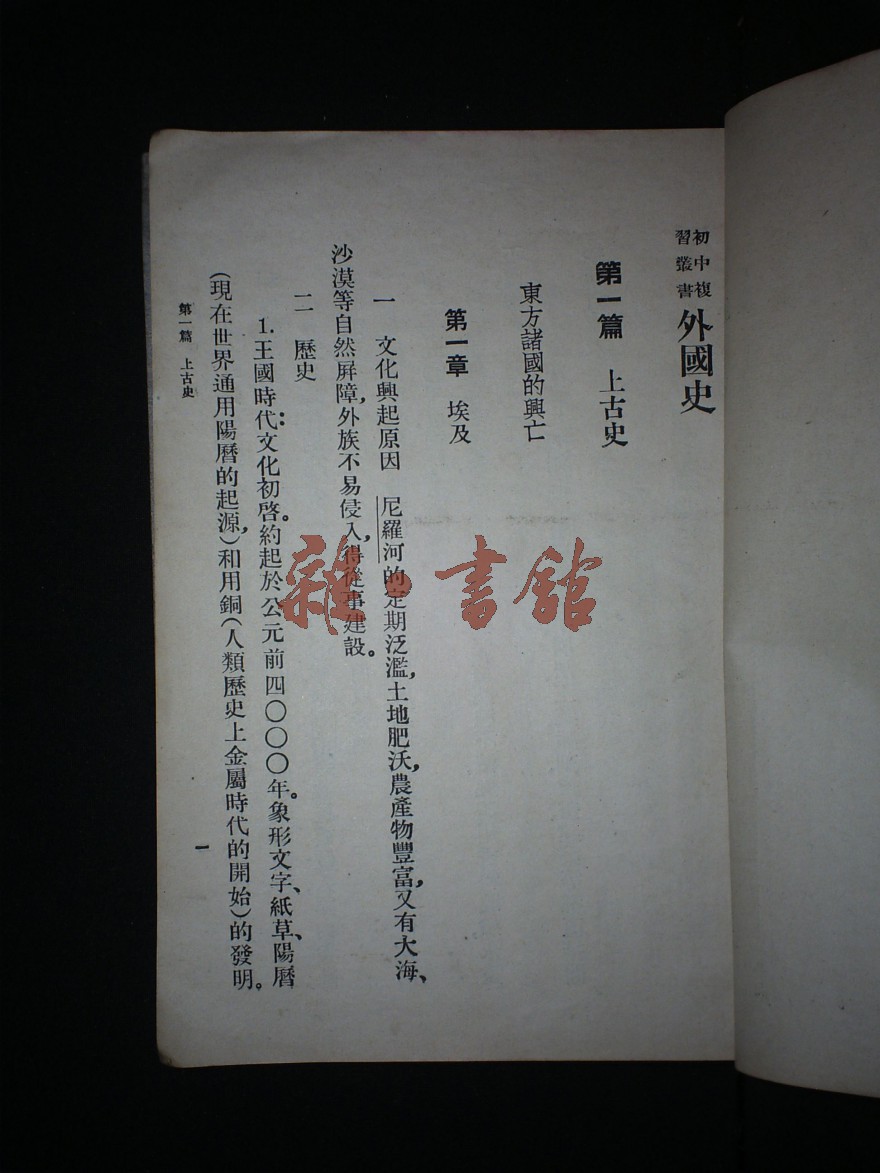 初中複
習叢書
外國史
第一篇 上古史
東方諸國的興亡
第一章 埃及
一 文化興起原因 尼羅河的定期泛濫,土地肥沃,農產物豐富,又有大海、
沙漠等自然屏障,外族不易侵入,得從事建設。
二 歷史
1.王國時代:文化初啓。約起於公元前四〇〇〇年。象形文字、紙草、陽曆
(現在世界通用陽曆的起源,)和用銅(人類歷史上金屬時代的開始)的發明。
第一篇 上古史
一
雜·書館